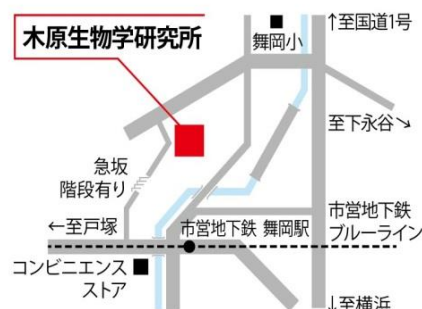 ↑至国道1号
舞岡小
木原生物学研究所
至下永谷↘
急坂
階段有り
市営地下鉄
ブルーライン
←至戸塚
市営地下鉄 舞岡駅
コンビニエンス
ストア
↓至横浜